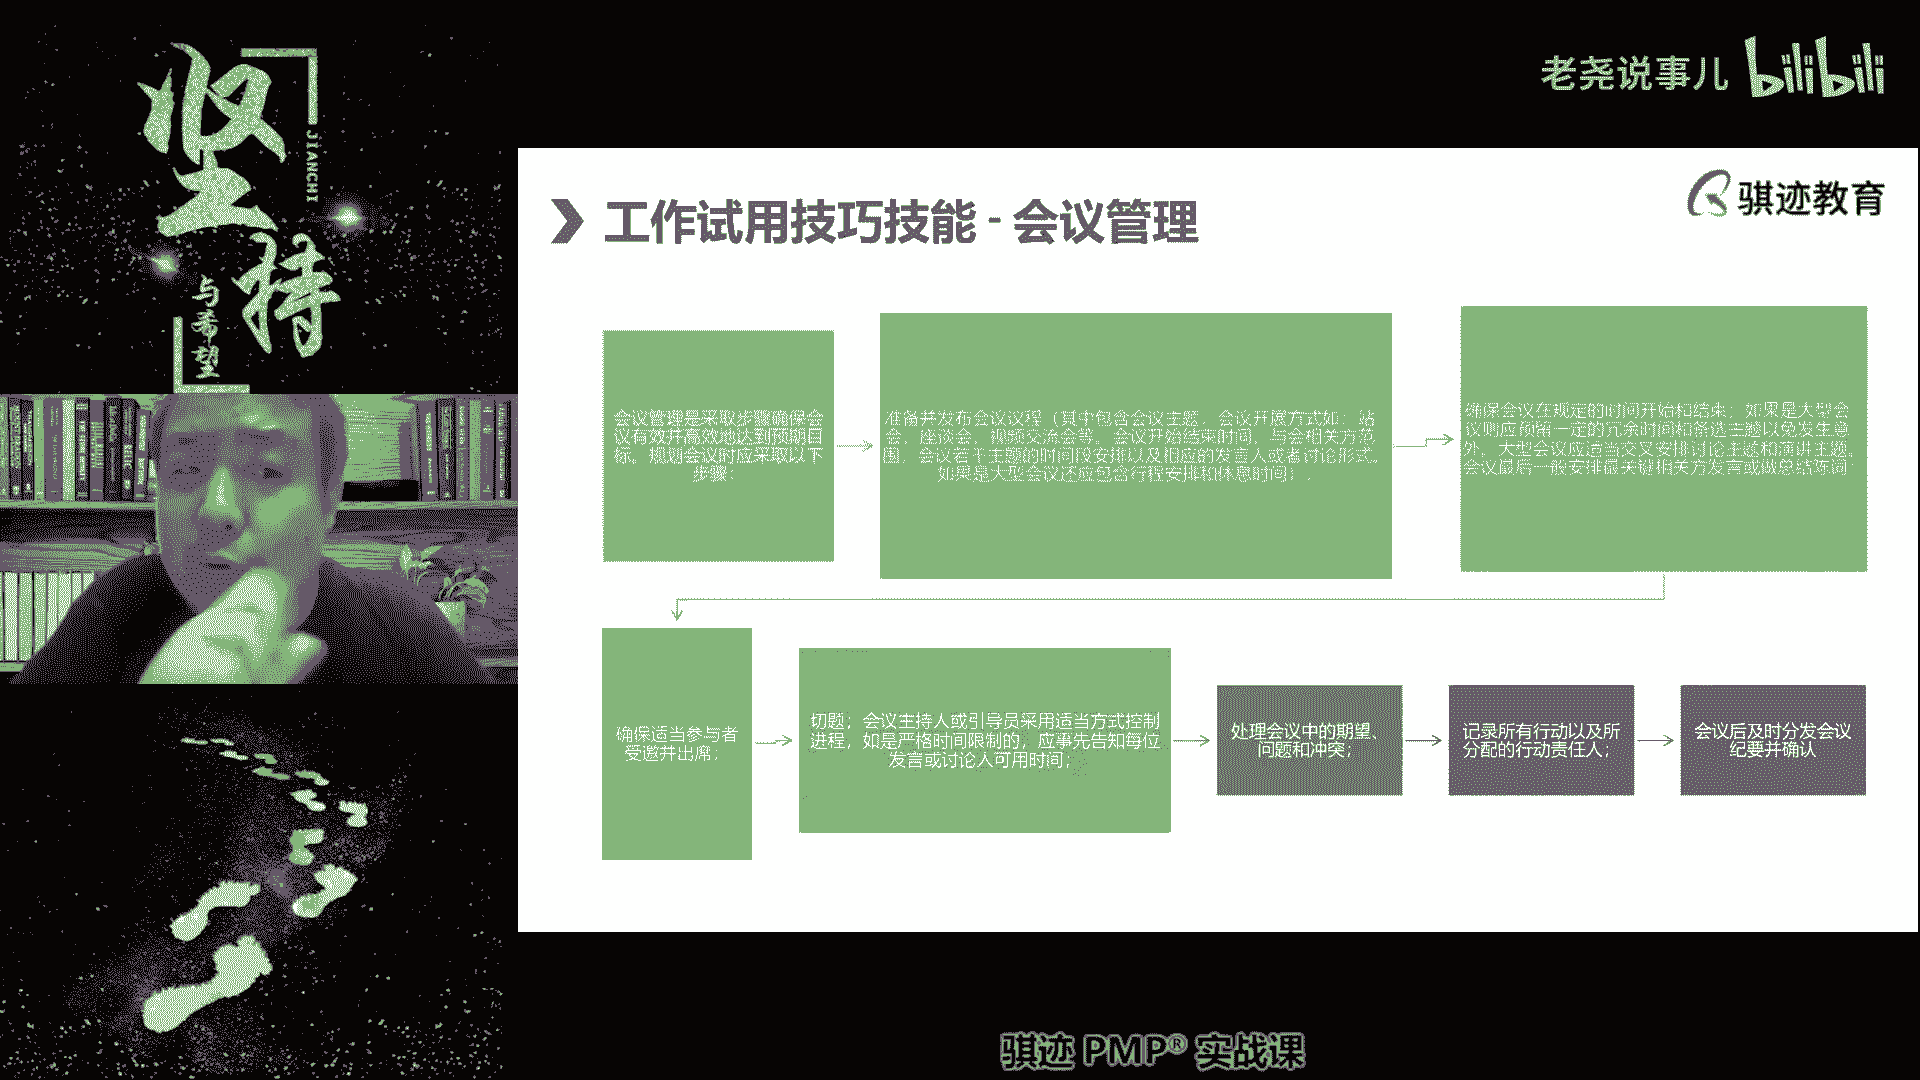 坚持
JIANCHI
与希望
老尧说事儿 bilibili
骐迹教育
工作试用技巧技能 - 会议管理
会议管理是采取步骤确保会
议有效并高效地达到预期目
标。规划会议时应采取以下
步骤：
准备并发布会议议程（其中包含会议主题、会议开展方式如：站
会、座谈会、视频交流会等、会议开始结束时间、与会相关方范
围、会议若干主题的时间段安排以及相应的发言人或者讨论形式。
如果是大型会议还应包含行程安排和休息时间）；
确保会议在规定的时间开始和结束；如果是大型会
议则应预留一定的冗余时间和备选主题以免发生意
外。大型会议应适当交叉安排讨论主题和演讲主题。
会议最后一般安排最关键相关方发言或做总结陈词
确保适当参与者
受邀并出席；
切题；会议主持人或引导员采用适当方式控制
进程，如是严格时间限制的，应事先告知每位
发言或讨论人可用时间；
处理会议中的期望、
问题和冲突；
记录所有行动以及所
分配的行动责任人；
会议后及时分发会议
纪要并确认
骐迹 PMP® 实战课